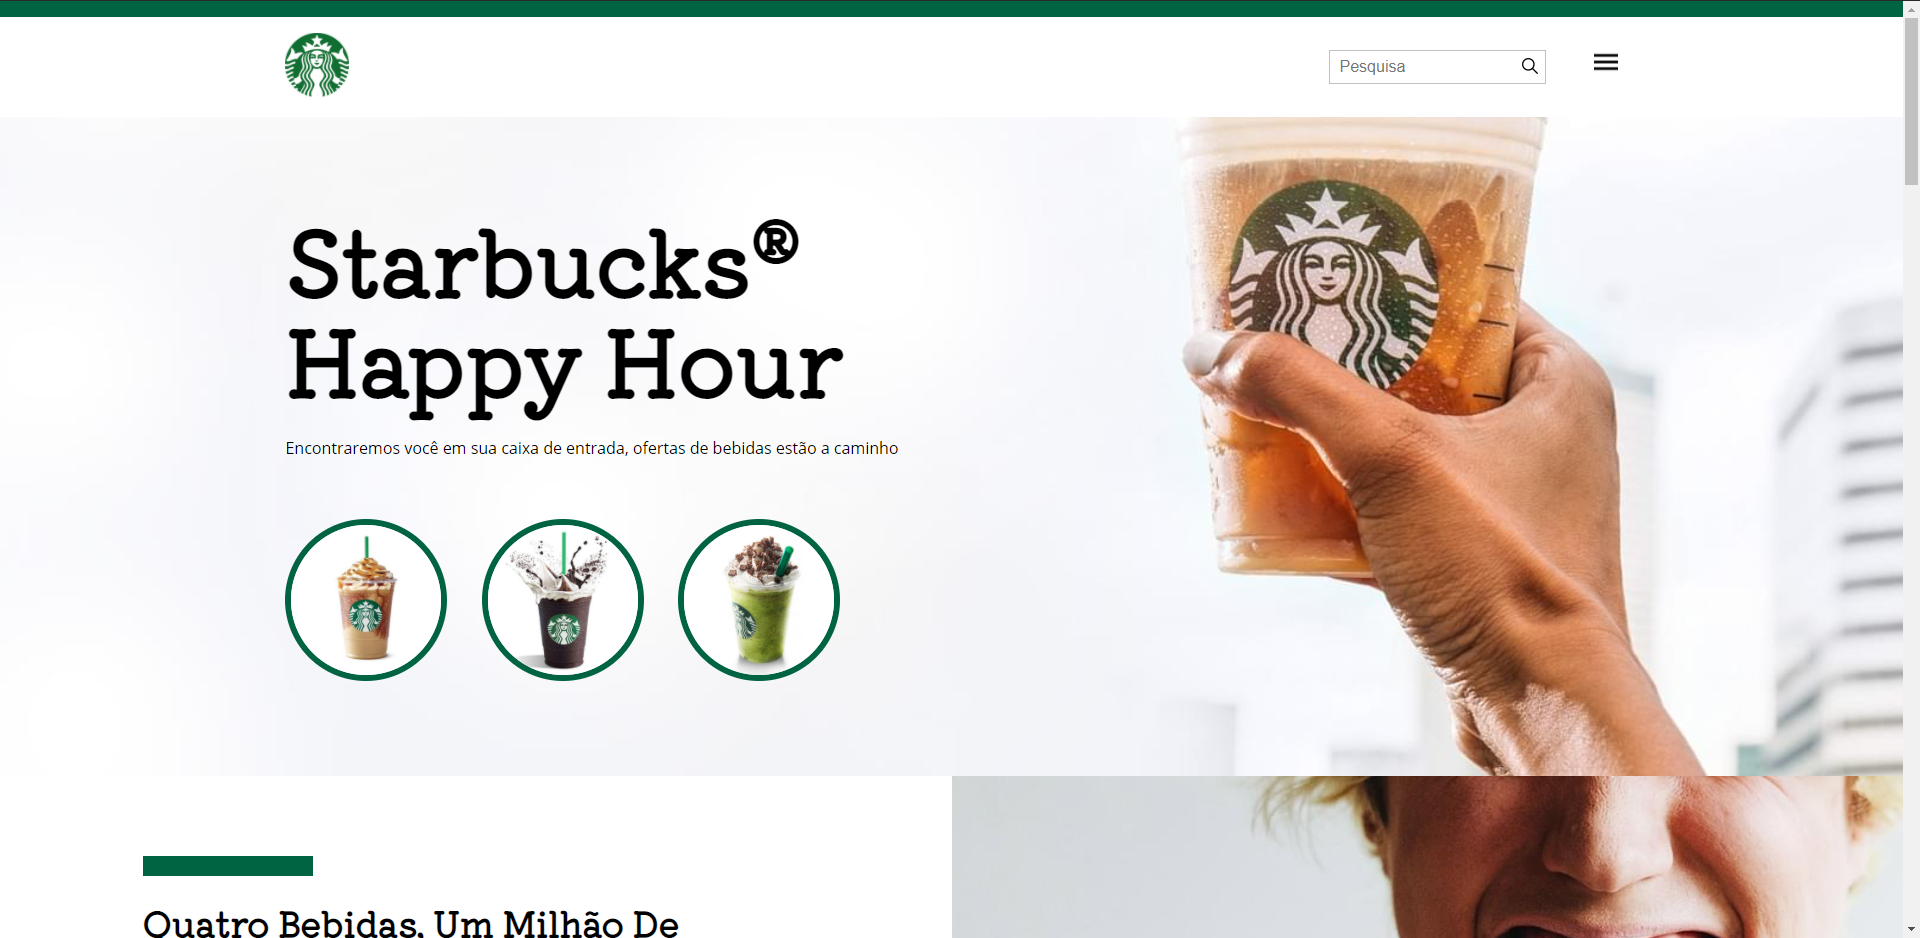 Pesquisa
Starbucks®
Happy Hour
Encontraremos você em sua caixa de entrada, ofertas de bebidas estão a caminho
Quatro Bebidas, Um Milhão De